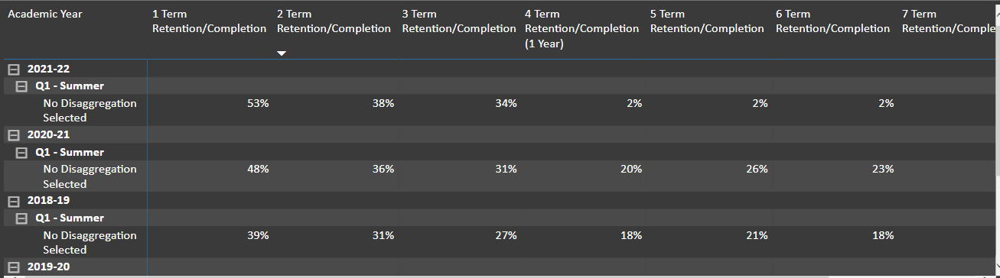 Academic Year 1 Term 2 Term 3 Term 4 Term 5 Term 6 Term 7 Term
Retention/Completion Retention/Completion Retention/Completion Retention/Completion Retention/Completion Retention/Completion Retention/Comple
(1 Year)
2021-22
Q1 - Summer
No Disaggregation 53% 38% 34% 2% 2% 2%
Selected
2020-21
Q1 - Summer
No Disaggregation 48% 36% 31% 20% 26% 23%
Selected
2018-19
Q1 - Summer
No Disaggregation 39% 31% 27% 18% 21% 18%
Selected
2019-20